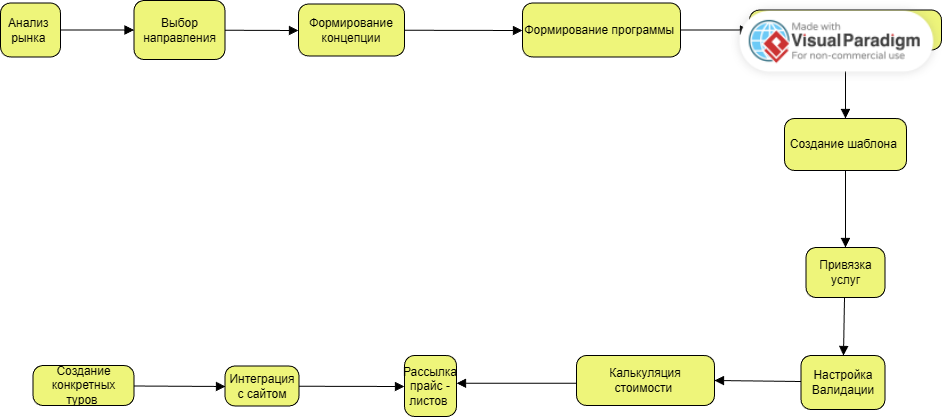 Анализ
рынка
Выбор
направления
Формирование
концепции
Формирование программы
Made with
Visual Paradigm
For non-commercial use
Создание шаблона
Привязка
услуг
Настройка
Валидации
Калькуляция
стоимости
Рассылка
прайс -
листов
Интеграция
с сайтом
Создание
конкретных
туров